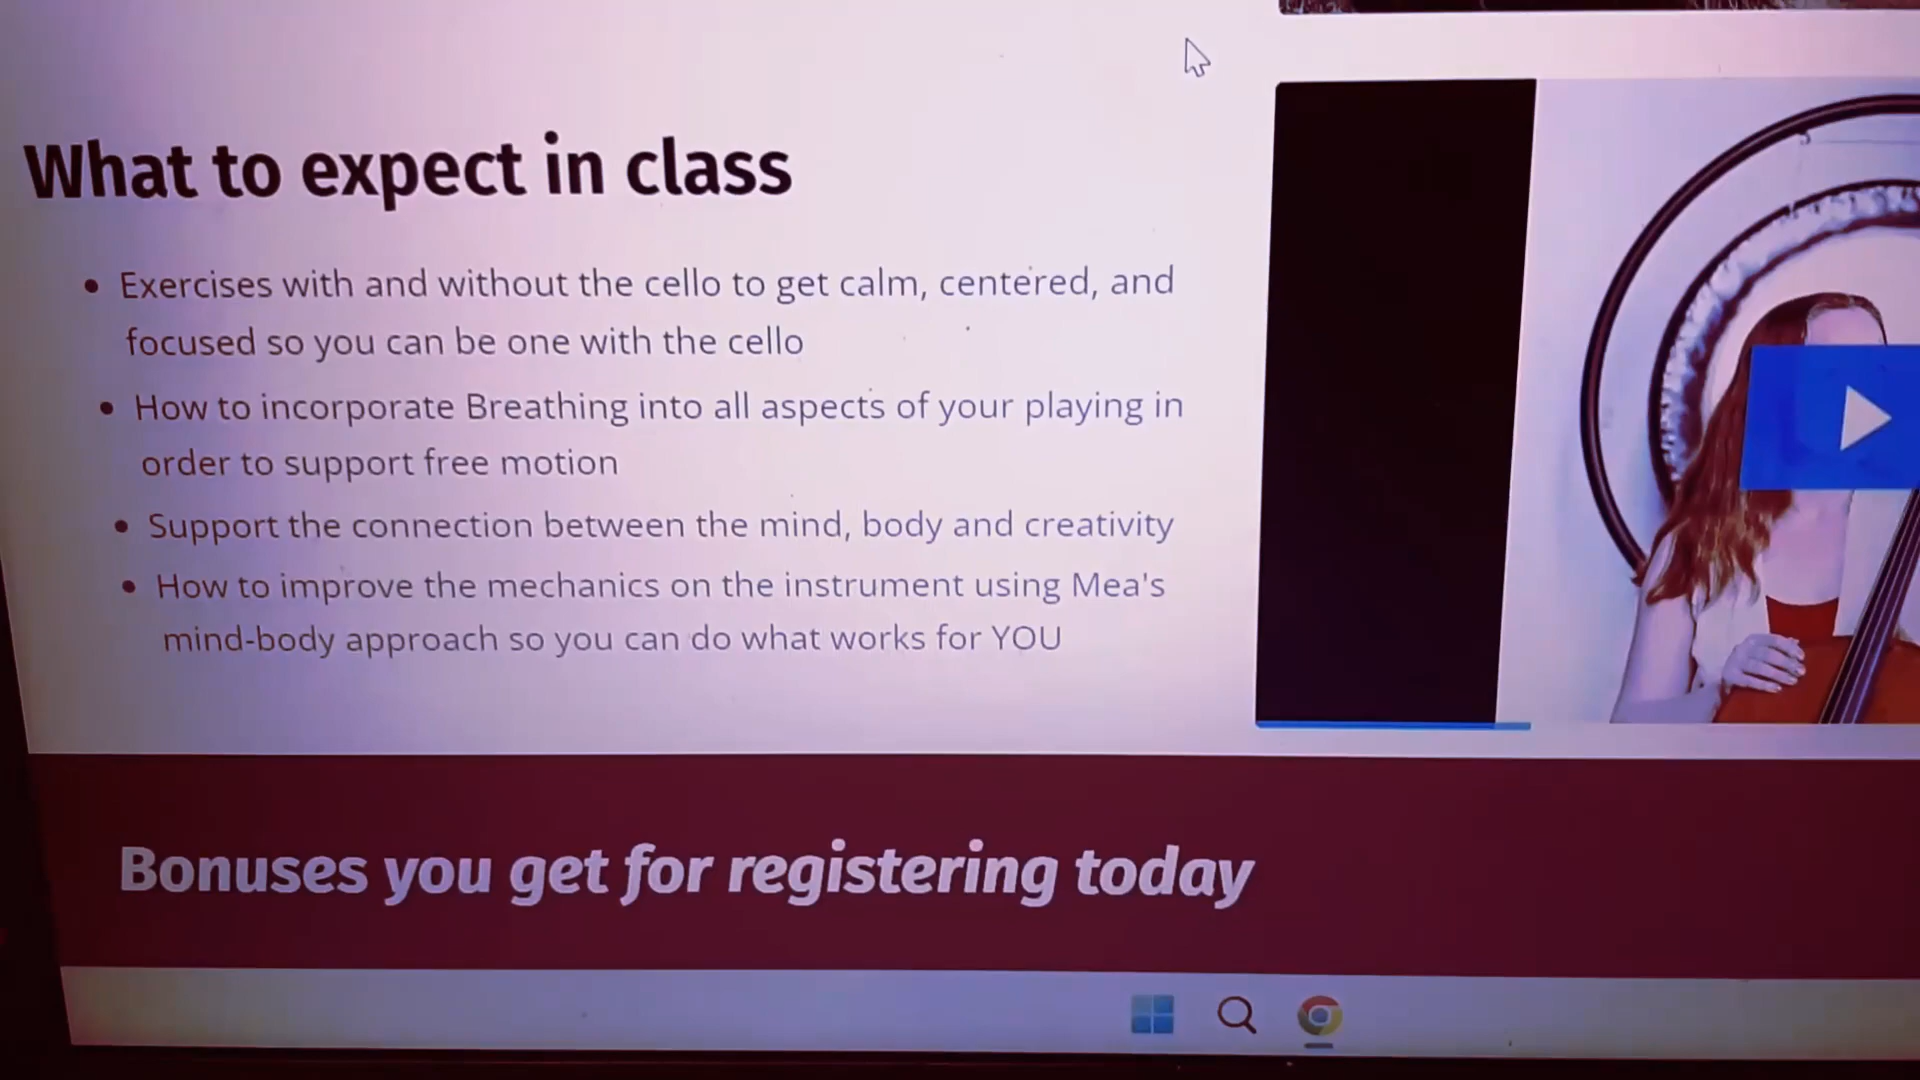 What to expect in class
• Exercises with and without the cello to get calm, centered, and
focused so you can be one with the cello
• How to incorporate Breathing into all aspects of your playing in
order to support free motion
• Support the connection between the mind, body and creativity
• How to improve the mechanics on the instrument using Mea's
mind-body approach so you can do what works for YOU
Bonuses you get for registering today